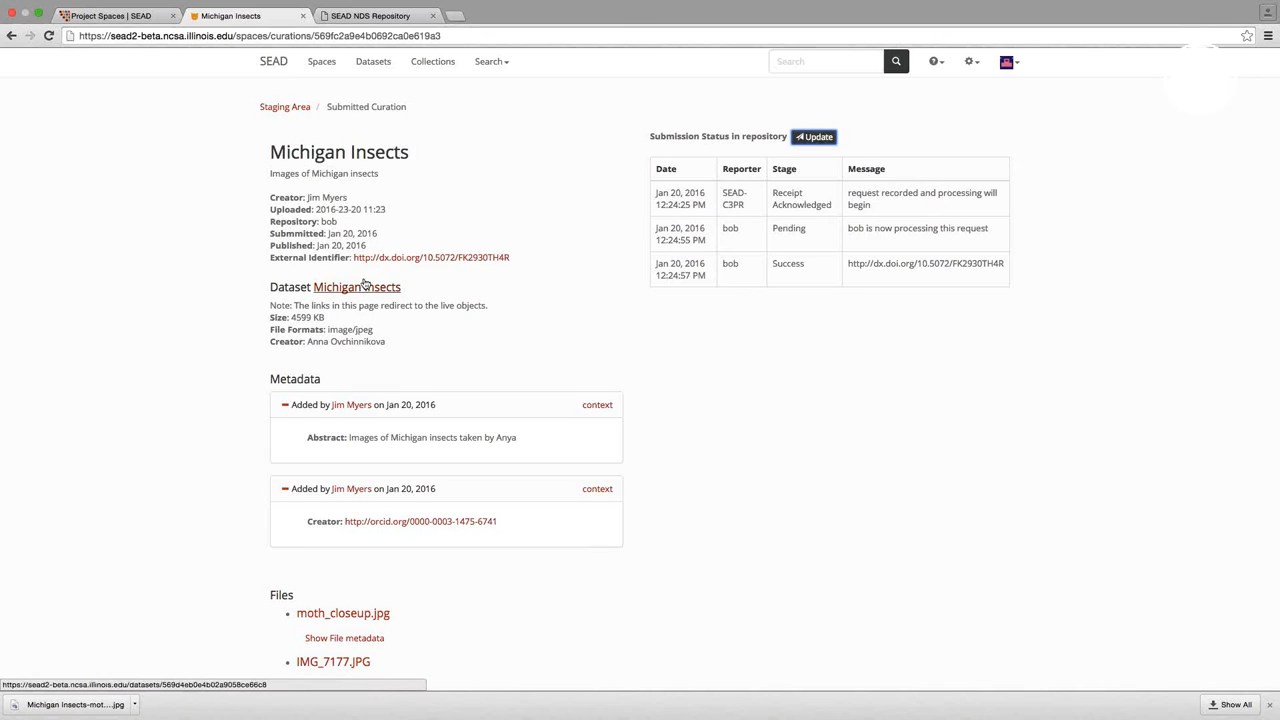 Project Spaces | SEAD
Michigan Insects
SEAD NDS Repository
https://sead2-beta.ncsa.illinois.edu/spaces/curations/569fc2a9e4b0692ca0e619a3
SEAD Spaces Datasets Collections Search
Search
Staging Area / Submitted Curation
Michigan Insects
Images of Michigan insects
Creator: Jim Myers
Uploaded: 2016-23-20 11:23
Repository: bob
Submmitted: Jan 20, 2016
Published: Jan 20, 2016
External Identifier: http://dx.doi.org/10.5072/FK2930TH4R
Dataset Michigan Insects
Note: The links in this page redirect to the live objects.
Size: 4599 KB
File Formats: image/jpeg
Creator: Anna Ovchinnikova
Metadata
Added by Jim Myers on Jan 20, 2016 context
Abstract: Images of Michigan insects taken by Anya
Added by Jim Myers on Jan 20, 2016 context
Creator: http://orcid.org/0000-0003-1475-6741
Files
moth_closeup.jpg
Show File metadata
IMG_7177.JPG
Submission Status in repository Update
Date Reporter Stage Message
Jan 20, 2016 SEAD- Receipt request recorded and processing will
12:24:25 PM C3PR Acknowledged begin
Jan 20, 2016 bob Pending bob is now processing this request
12:24:55 PM
Jan 20, 2016 bob Success http://dx.doi.org/10.5072/FK2930TH4R
12:24:57 PM
https://sead2-beta.ncsa.illinois.edu/datasets/569d4eb0e4b02a9058ce66c8
Michigan Insects-mot....jpg
Show All